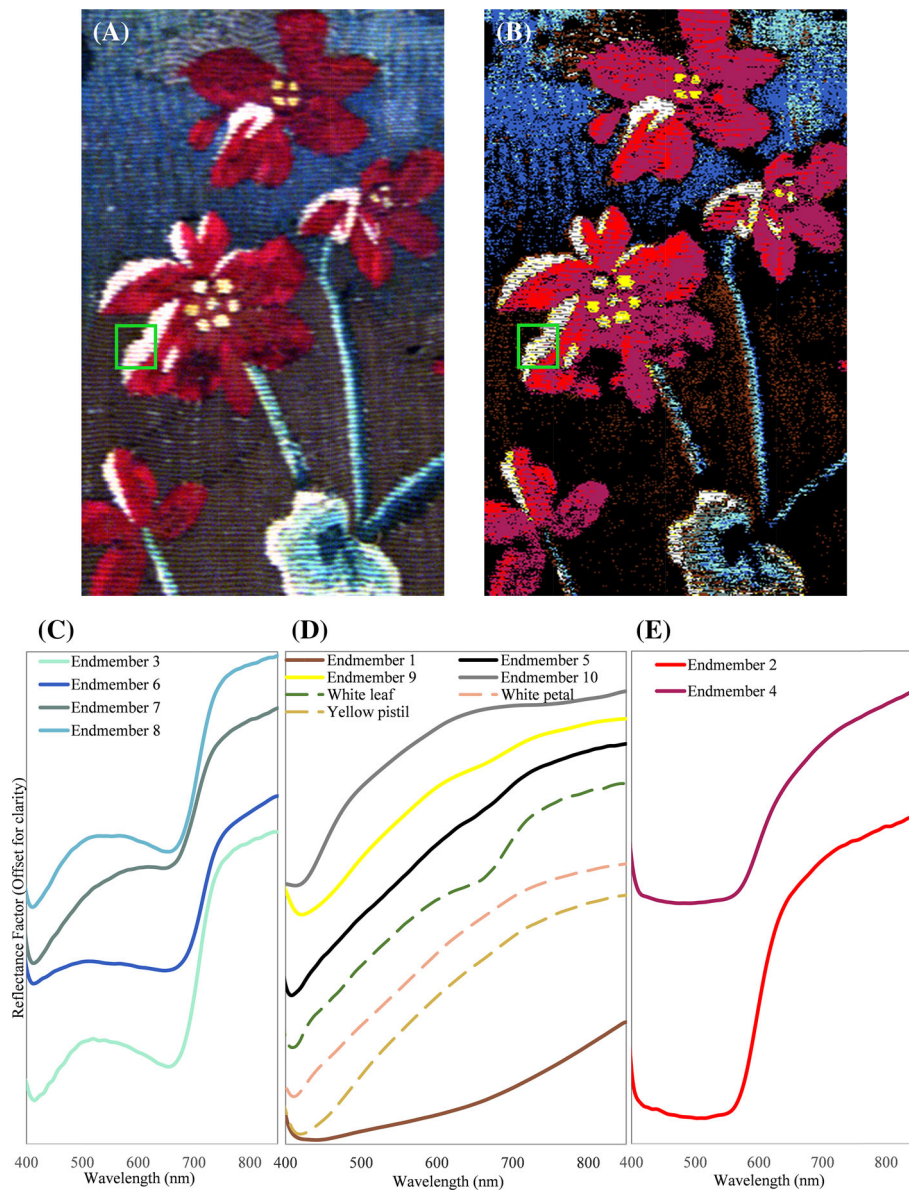 (A)
(B)
(C)
(D)
(E)
Endmember 3
Endmember 6
Endmember 7
Endmember 8
Endmember 1
Endmember 5
Endmember 9
Endmember 10
White leaf
White petal
Yellow pistil
Endmember 2
Endmember 4
Reflectance Factor (Offset for clarity)
400 500 600 700 800
Wavelength (nm)
400 500 600 700 800
Wavelength (nm)
400 500 600 700 800
Wavelength (nm)